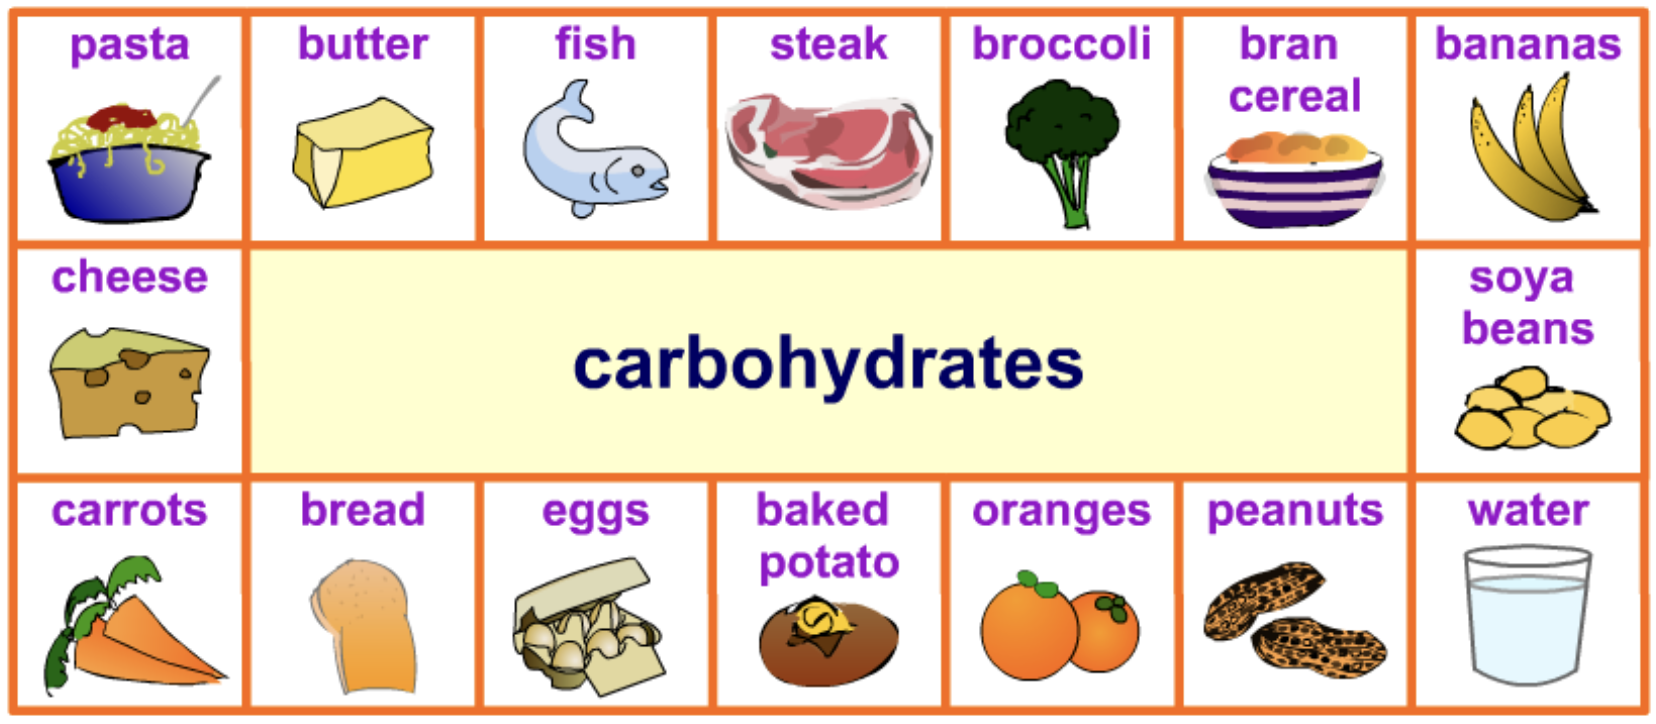 pasta
butter
fish
steak
broccoli
bran
cereal
bananas
cheese
carbohydrates
soya
beans
carrots
bread
eggs
baked
potato
oranges
peanuts
water